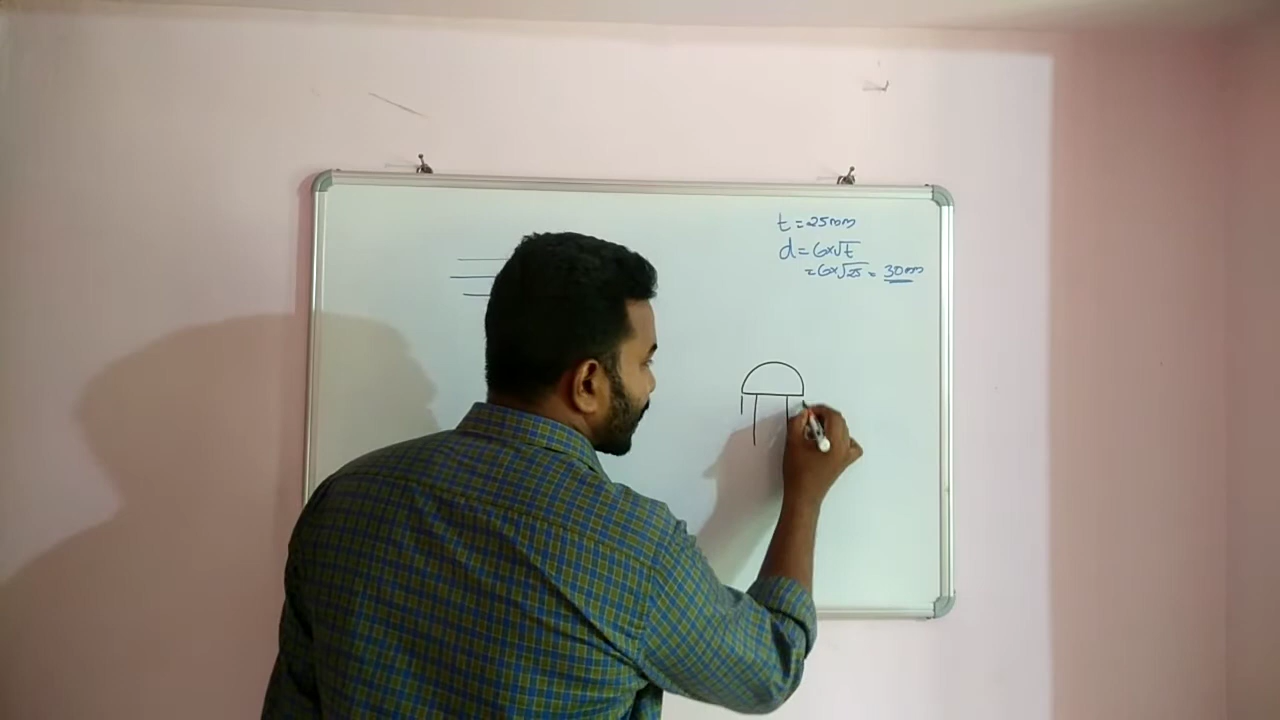 t = 25mm
d = 6×√t
= 6×√25 = 30mm